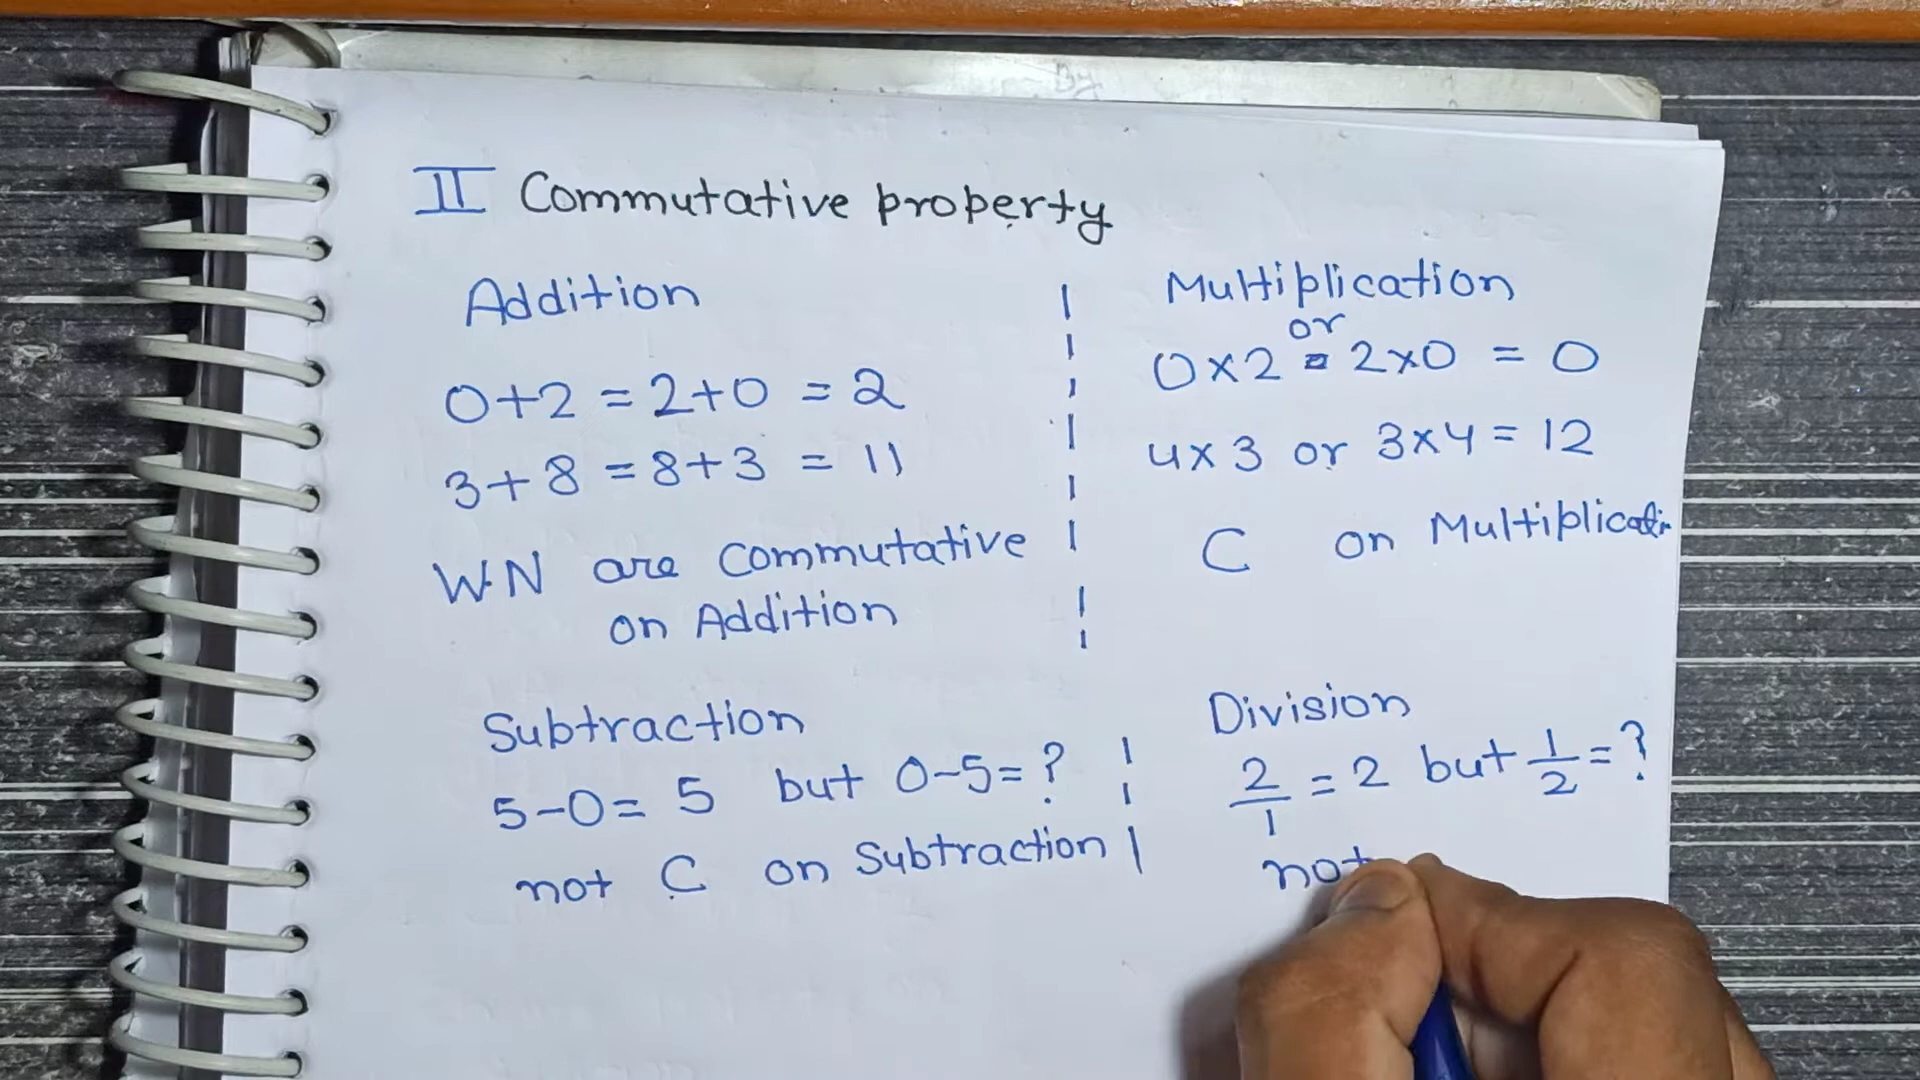 II Commutative property
Addition
0+2 = 2+0 = 2
3+8 = 8+3 = 11
W.N are commutative
on Addition
Multiplication
or
0×2 = 2×0 = 0
4×3 or 3×4 = 12
C on Multiplicatin
Subtraction
5-0= 5 but 0-5=?
not C on Subtraction
Division
2/1 = 2 but 1/2 = ?
not